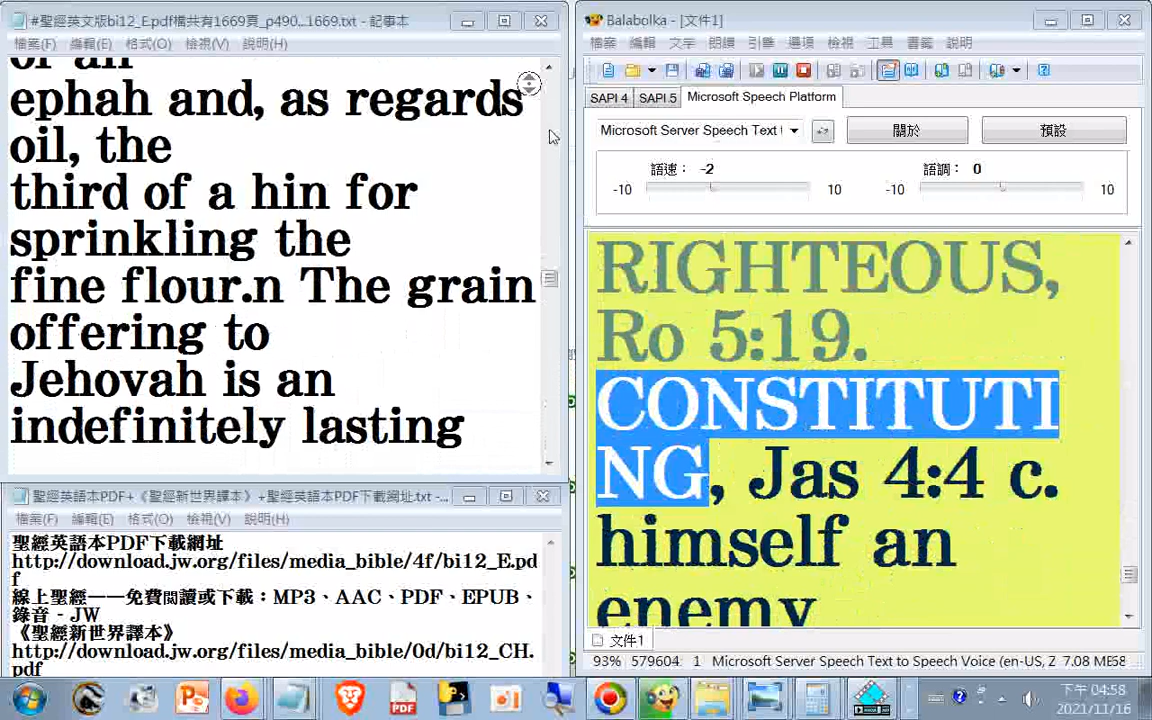 #聖經英文版bi12_E.pdf檔共有1669頁_p490,..1669.txt - 記事本
檔案(F) 編輯(E) 格式(O) 檢視(V) 說明(H)
of an
ephah and, as regards
oil, the
third of a hin for
sprinkling the
fine flour.n The grain
offering to
Jehovah is an
indefinitely lasting
聖經英語本PDF+《聖經新世界譯本》+聖經英語本PDF下載網址.txt -...
檔案(F) 編輯(E) 格式(O) 檢視(V) 說明(H)
聖經英語本PDF下載網址
http://download.jw.org/files/media_bible/4f/bi12_E.pd
f
線上聖經——免費閱讀或下載：MP3、AAC、PDF、EPUB、
錄音 - JW
《聖經新世界譯本》
http://download.jw.org/files/media_bible/0d/bi12_CH.
pdf
Balabolka - [文件1]
檔案 編輯 文字 朗讀 引擎 選項 檢視 工具 書籤 說明
SAPI 4 SAPI 5 Microsoft Speech Platform
Microsoft Server Speech Text 關於 預設
語速： -2 語調： 0
-10 10 -10 10
RIGHTEOUS,
Ro 5:19.
CONSTITUTI
NG, Jas 4:4 c.
himself an
enemy
文件1
93% 579604: 1 Microsoft Server Speech Text to Speech Voice (en-US, Z 7.08 ME
下午 04:58
2021/11/16